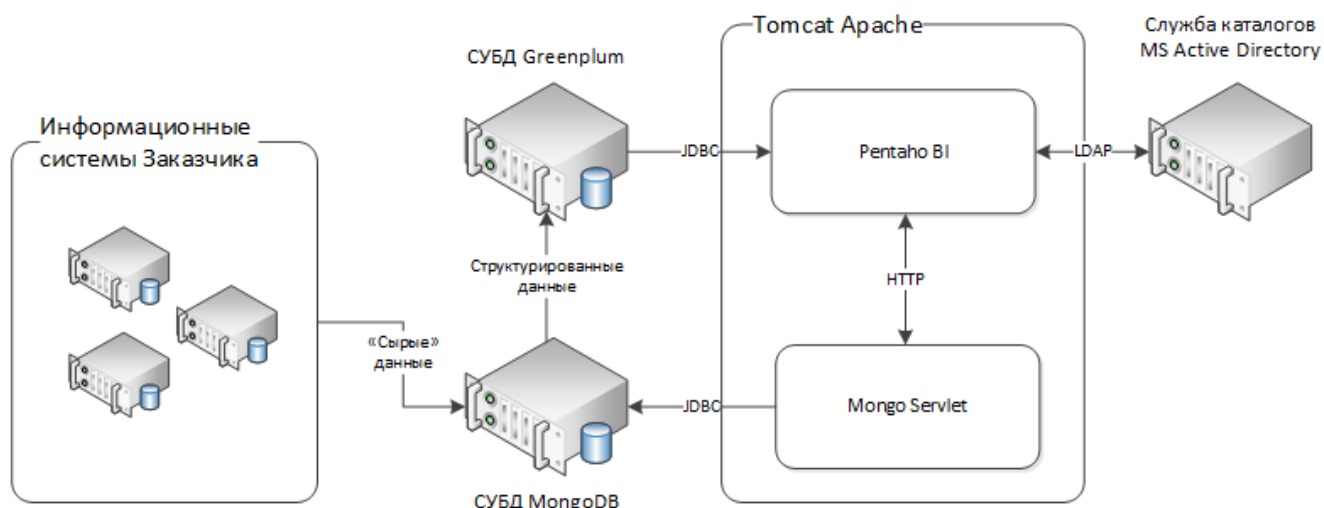 Tomcat Apache
Служба каталогов
MS Active Directory
СУБД Greenplum
Информационные
системы Заказчика
JDBC
Pentaho BI
LDAP
Структурированные
данные
HTTP
«Сырые»
данные
JDBC
Mongo Servlet
СУБД MongoDB